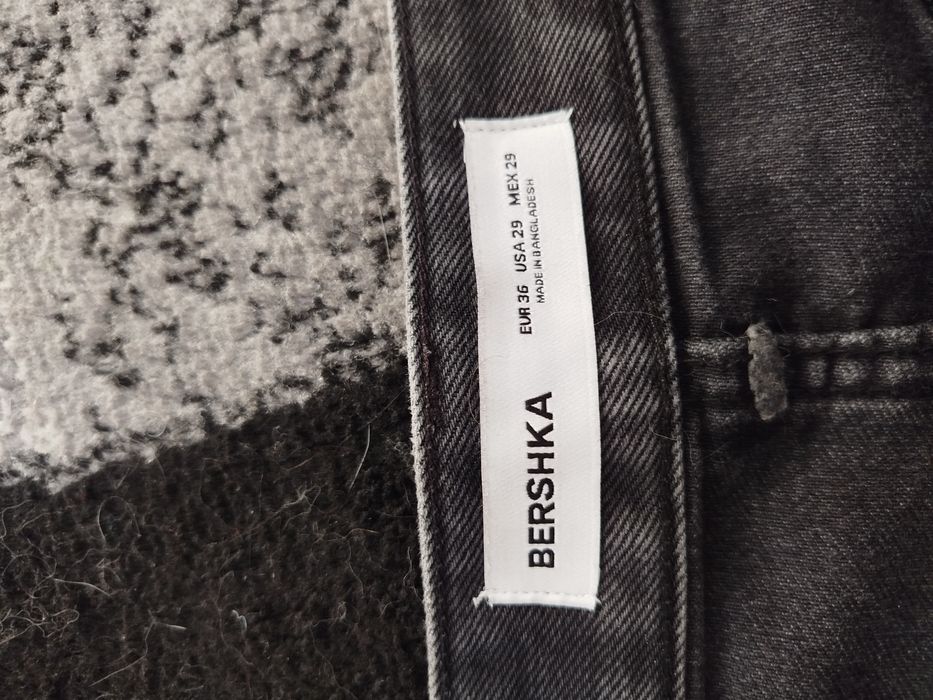 BERSHKA
EUR 36 USA 29 MEX 29
MADE IN BANGLADESH